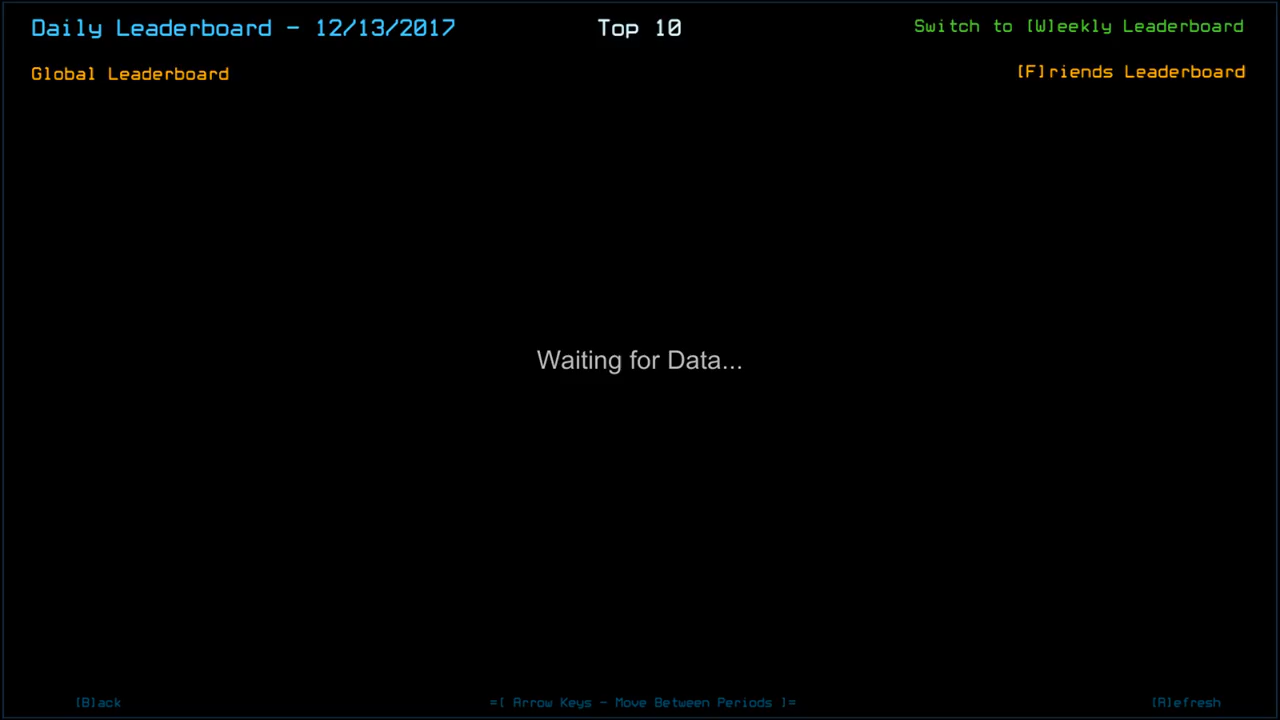 Daily Leaderboard - 12/13/2017
Top 10
Switch to [W]eekly Leaderboard
Global Leaderboard
[F]riends Leaderboard
Waiting for Data...
[B]ack
=[ Arrow Keys - Move Between Periods ]=
[R]efresh